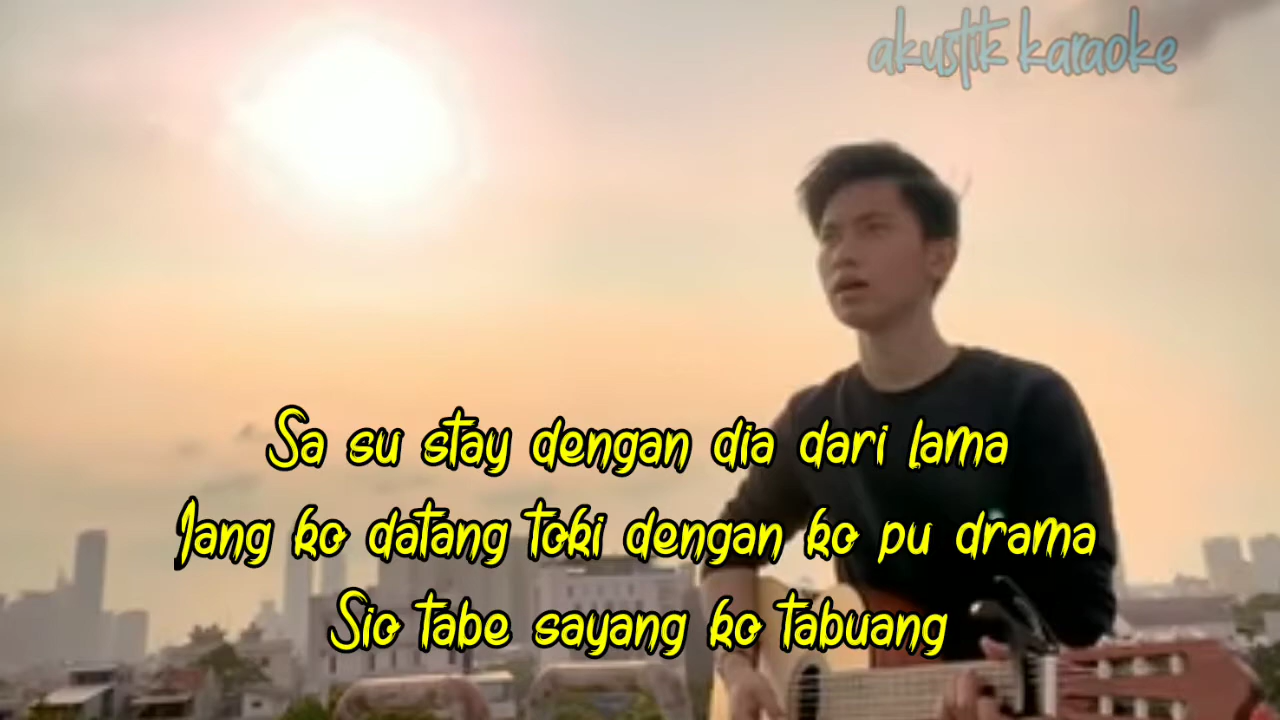 akustik karaoke
Sa su stay dengan dia dari lama
Jang ko datang toki dengan ko pu drama
Sio tabe sayang ko tabuang